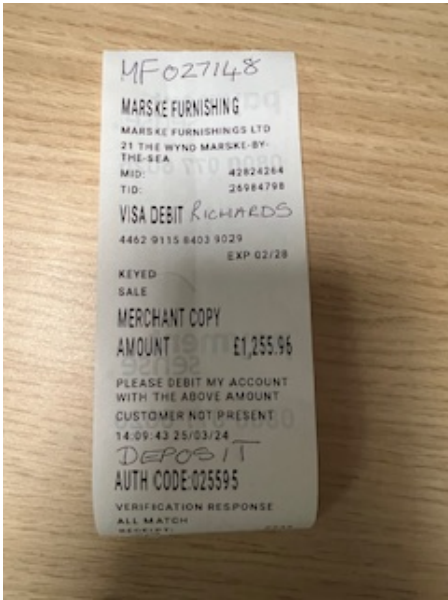 MF027148
MARSKE FURNISHING
MARSKE FURNISHINGS LTD
21 THE WYND MARSKE-BY-
THE-SEA
MID: 42824264
TID: 26984798
VISA DEBIT RICHARDS
4462 9115 8403 9029
EXP 02/28
KEYED
SALE
MERCHANT COPY
AMOUNT £1,255.96
PLEASE DEBIT MY ACCOUNT
WITH THE ABOVE AMOUNT
CUSTOMER NOT PRESENT
14:09:43 25/03/24
DEPOSIT
AUTH CODE:025595
VERIFICATION RESPONSE
ALL MATCH